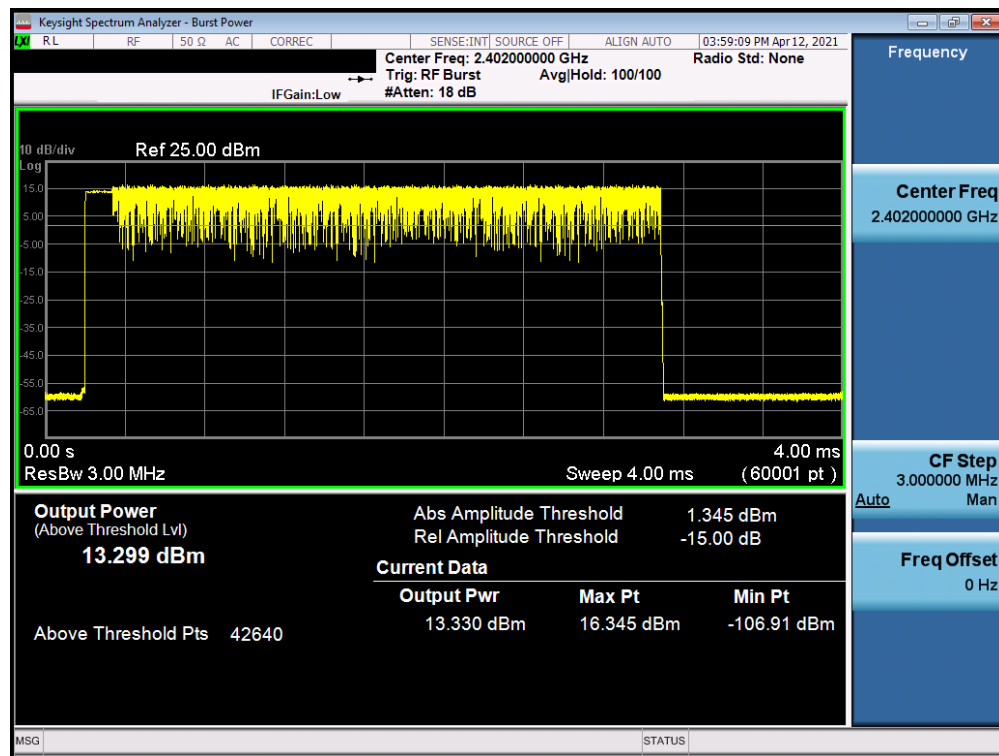 Keysight Spectrum Analyzer - Burst Power
LXI RL RF 50 Ω AC CORREC SENSE:INT SOURCE OFF ALIGN AUTO 03:59:09 PM Apr 12, 2021
Center Freq: 2.402000000 GHz Radio Std: None
Trig: RF Burst Avg|Hold: 100/100
IFGain:Low #Atten: 18 dB
Frequency
10 dB/div Ref 25.00 dBm
Log
15.0
5.00
-5.00
-15.0
-25.0
-35.0
-45.0
-55.0
-65.0
0.00 s 4.00 ms
ResBw 3.00 MHz Sweep 4.00 ms (60001 pt)
Output Power
(Above Threshold Lvl)
13.299 dBm
Above Threshold Pts 42640
Abs Amplitude Threshold 1.345 dBm
Rel Amplitude Threshold -15.00 dB
Current Data
Output Pwr Max Pt Min Pt
13.330 dBm 16.345 dBm -106.91 dBm
Center Freq
2.402000000 GHz
CF Step
3.000000 MHz
Auto Man
Freq Offset
0 Hz
MSG STATUS